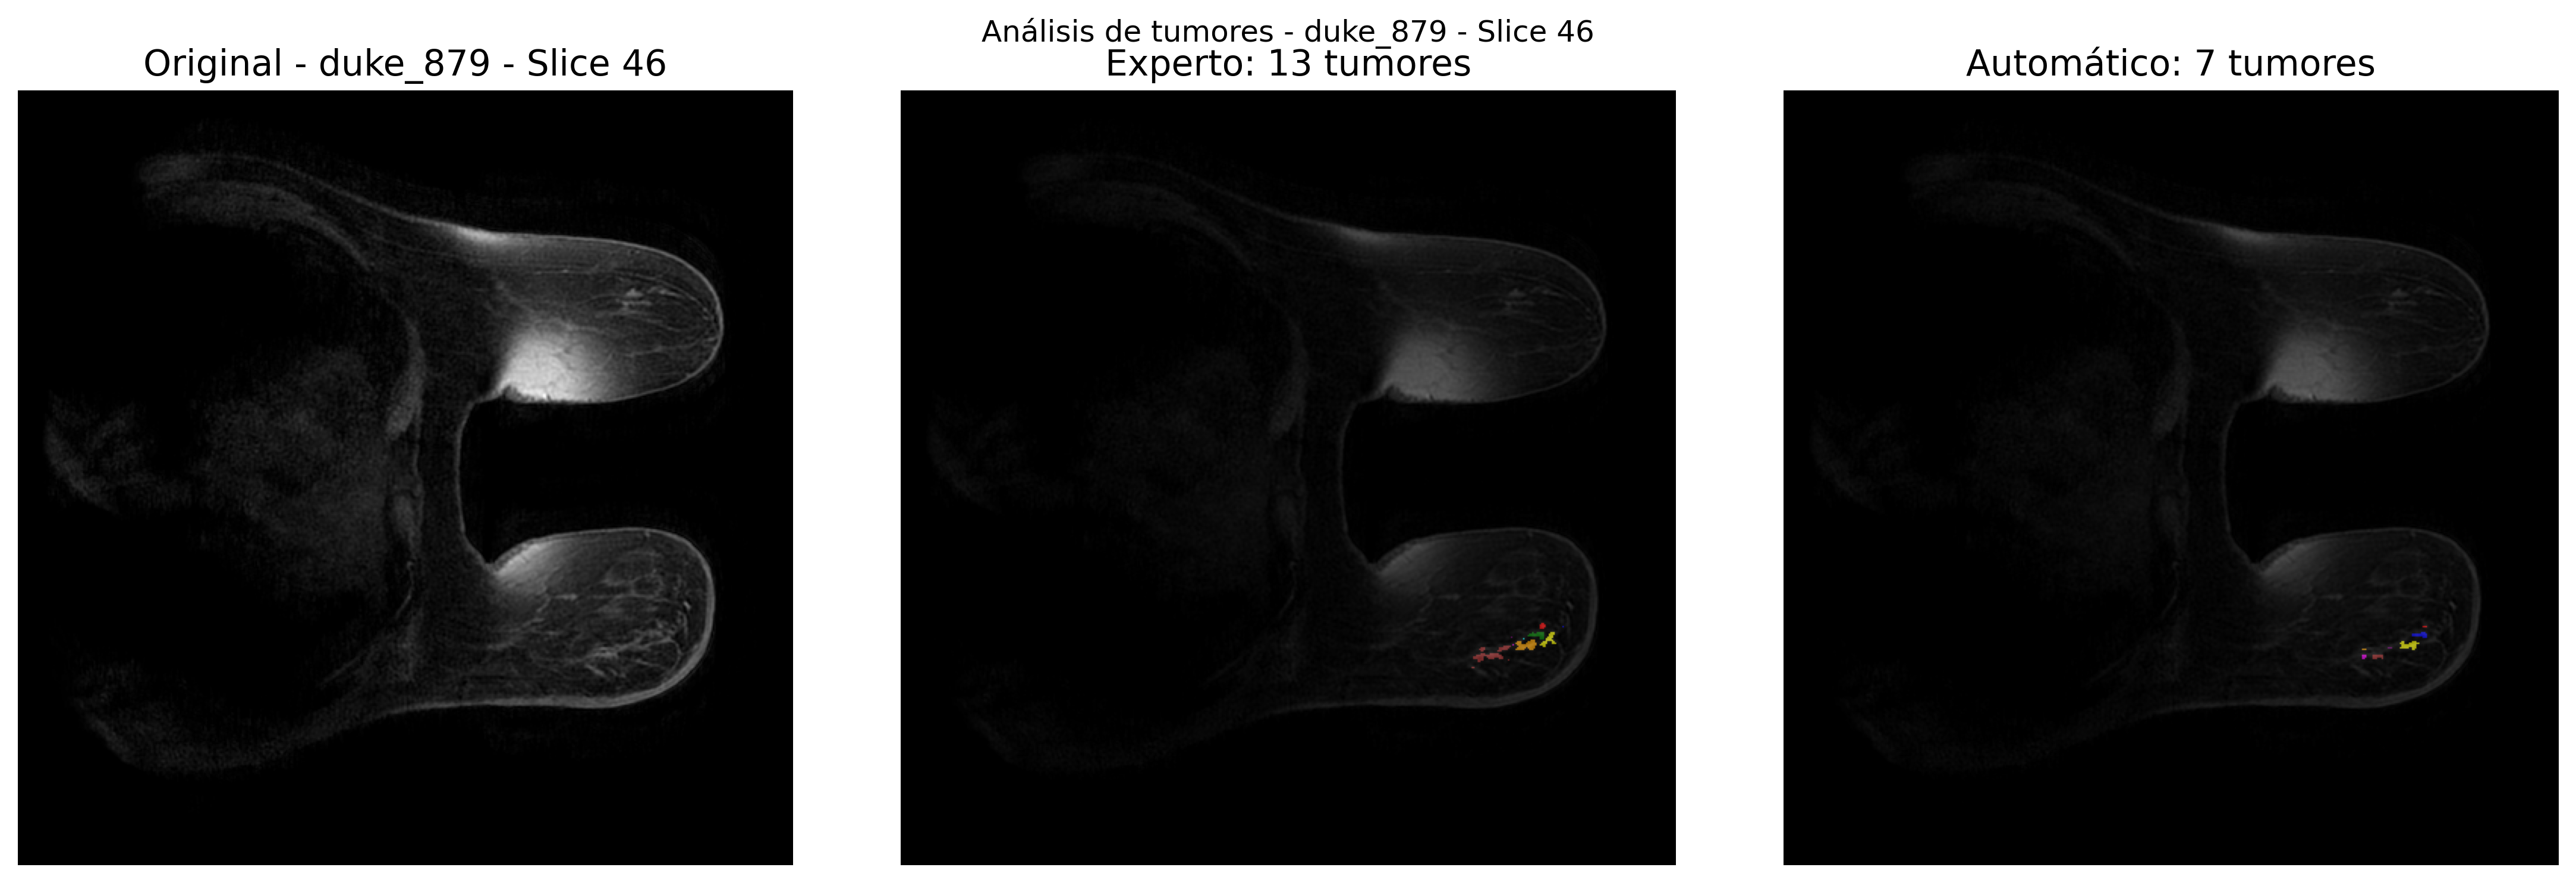 Análisis de tumores - duke_879 - Slice 46
Original - duke_879 - Slice 46
Experto: 13 tumores
Automático: 7 tumores